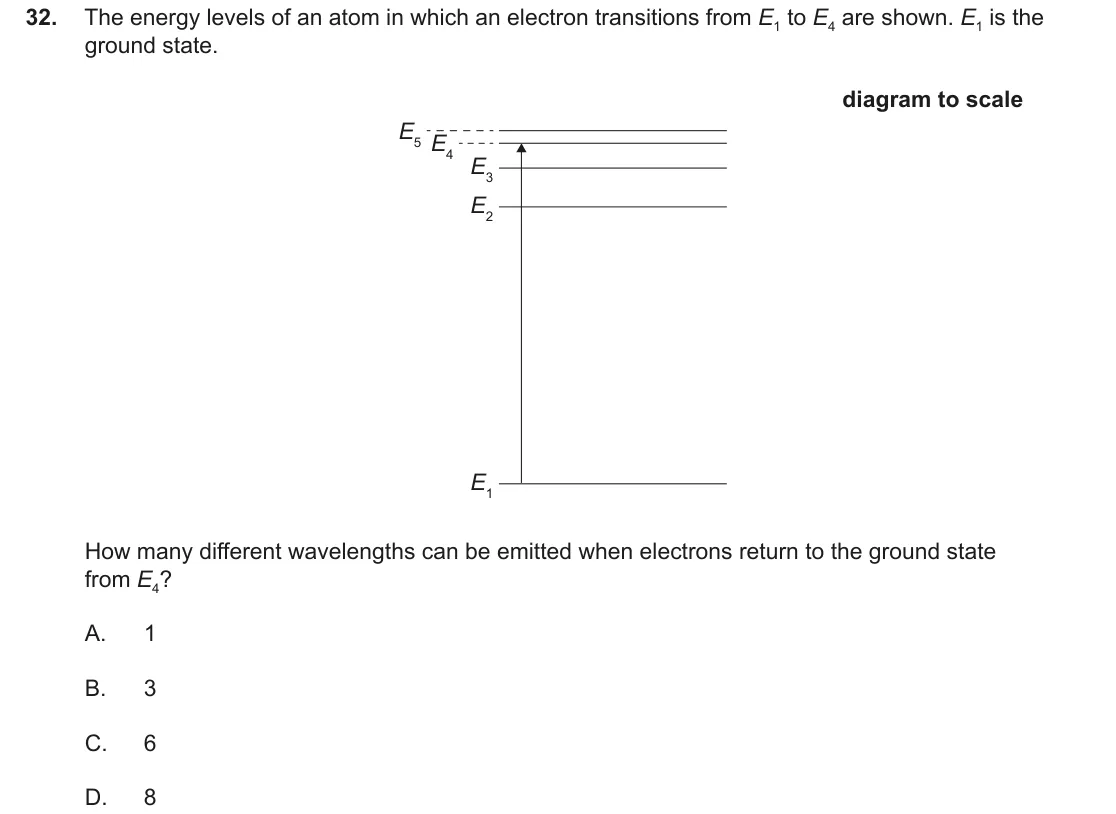 32. The energy levels of an atom in which an electron transitions from E₁ to E₄ are shown. E₁ is the
ground state.
diagram to scale
E₅
E₄
E₃
E₂
E₁
How many different wavelengths can be emitted when electrons return to the ground state
from E₄?
A. 1
B. 3
C. 6
D. 8